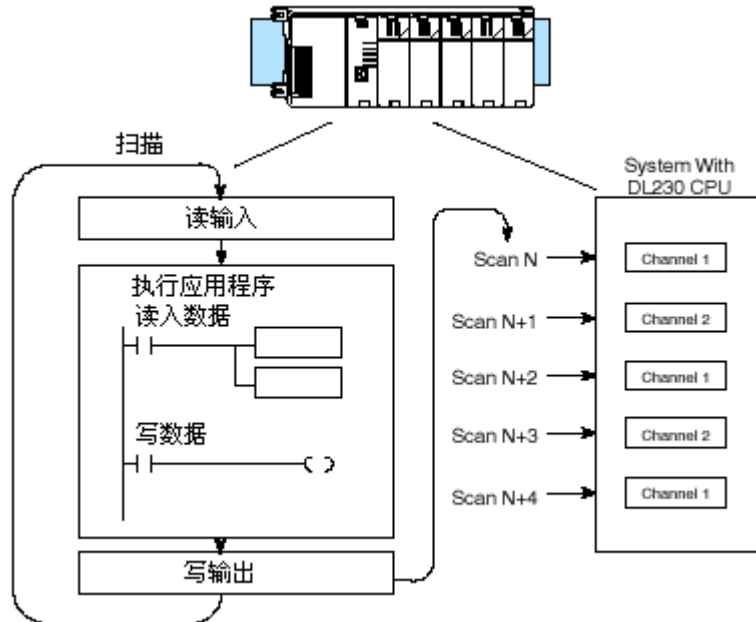 扫描
读输入
执行应用程序
读入数据
写数据
写输出
System With
DL230 CPU
Scan N
Channel 1
Scan N+1
Channel 2
Scan N+2
Channel 1
Scan N+3
Channel 2
Scan N+4
Channel 1